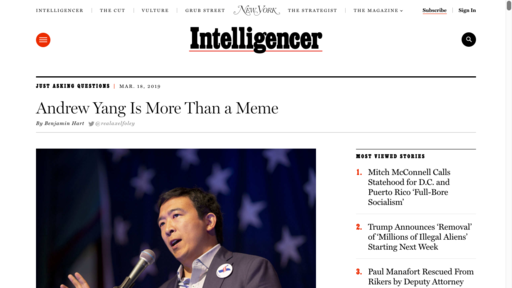 INTELLIGENCER
THE CUT
VULTURE
GRUB STREET
NEW YORK
THE STRATEGIST
THE MAGAZINE
Subscribe
Sign In
Intelligencer
JUST ASKING QUESTIONS | MAR. 18, 2019
Andrew Yang Is More Than a Meme
By Benjamin Hart
MOST VIEWED STORIES
1. Mitch McConnell Calls
Statehood for D.C. and
Puerto Rico ‘Full-Bore
Socialism’
2. Trump Announces ‘Removal’
of ‘Millions of Illegal Aliens’
Starting Next Week
3. Paul Manafort Rescued From
Rikers by Deputy Attorney